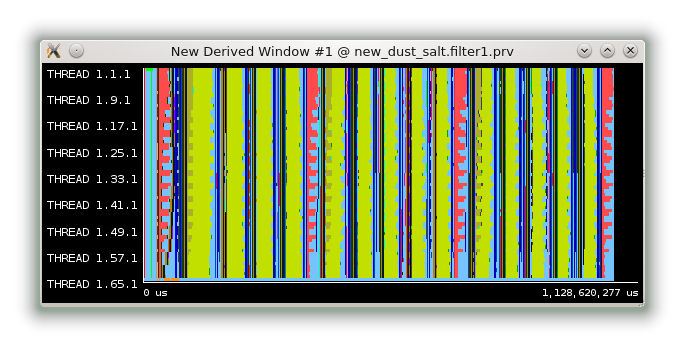 New Derived Window #1 @ new_dust_salt.filter1.prv
THREAD 1.1.1
THREAD 1.9.1
THREAD 1.17.1
THREAD 1.25.1
THREAD 1.33.1
THREAD 1.41.1
THREAD 1.49.1
THREAD 1.57.1
THREAD 1.65.1
0 us 1,128,620,277 us